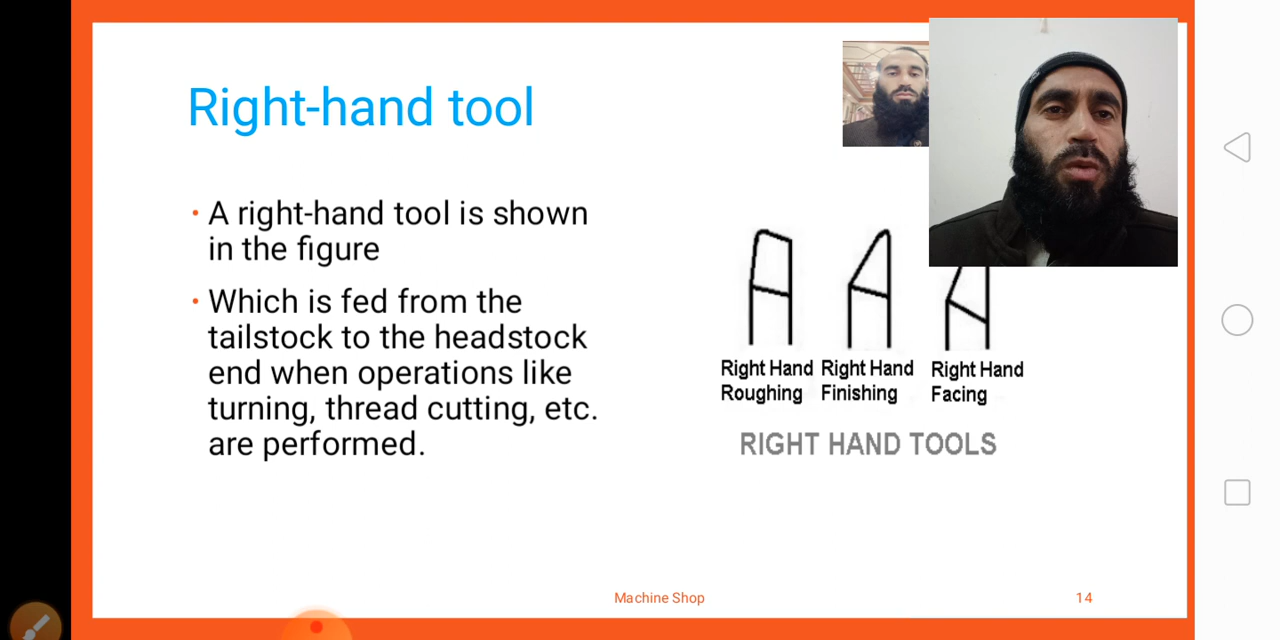 Right-hand tool
• A right-hand tool is shown
in the figure
• Which is fed from the
tailstock to the headstock
end when operations like
turning, thread cutting, etc.
are performed.
Right Hand Roughing
Right Hand Finishing
Right Hand Facing
RIGHT HAND TOOLS
Machine Shop
14